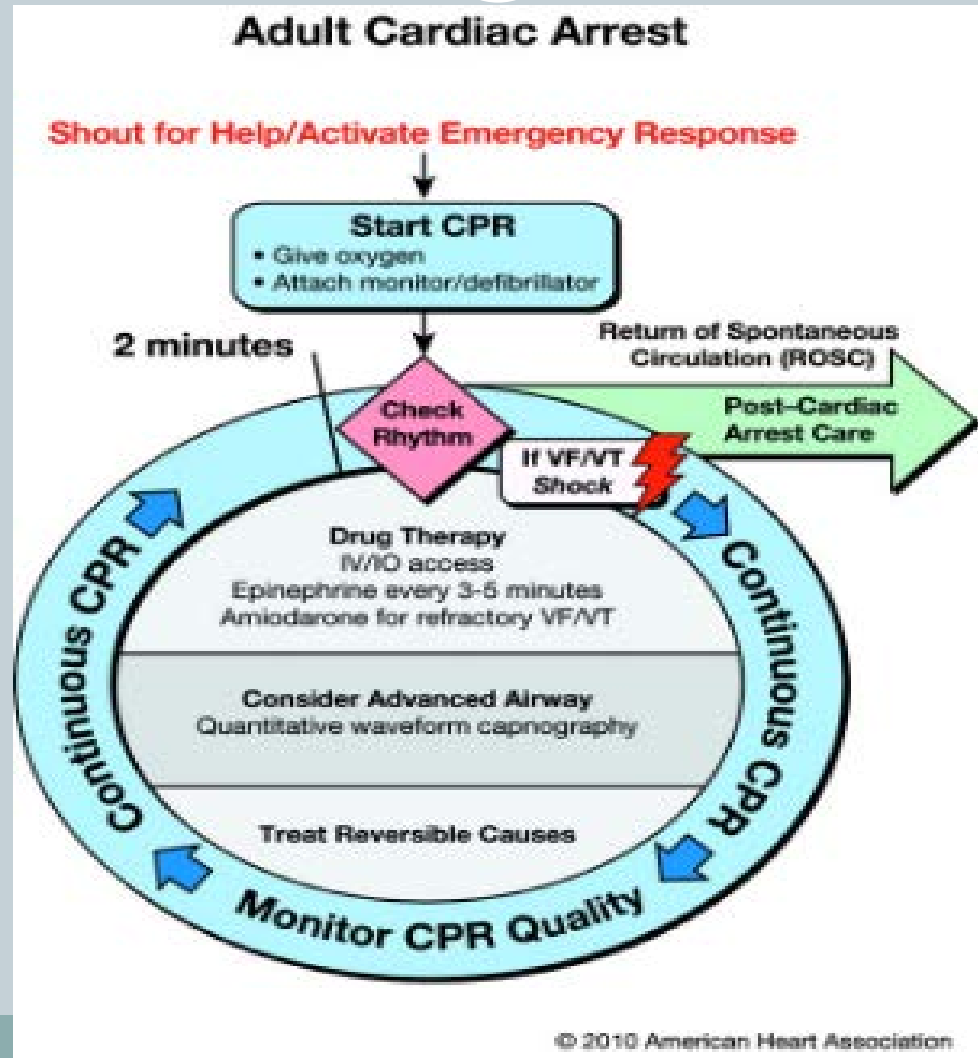 Adult Cardiac Arrest
Shout for Help/Activate Emergency Response
Start CPR
• Give oxygen
• Attach monitor/defibrillator
2 minutes
Return of Spontaneous
Circulation (ROSC)
Check
Rhythm
Post–Cardiac
Arrest Care
If VF/VT
Shock
Drug Therapy
IV/IO access
Epinephrine every 3-5 minutes
Amiodarone for refractory VF/VT
Consider Advanced Airway
Quantitative waveform capnography
Treat Reversible Causes
Continuous CPR
Continuous CPR
Monitor CPR Quality
© 2010 American Heart Association